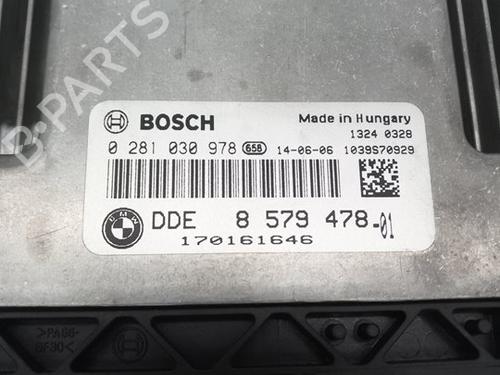 B-PARTS
BOSCH
Made in Hungary
1324 0328
0 281 030 978 658 14-06-06 1039S70929
BMW
DDE 8 579 478-01
170161646
>PA66-
GF30<